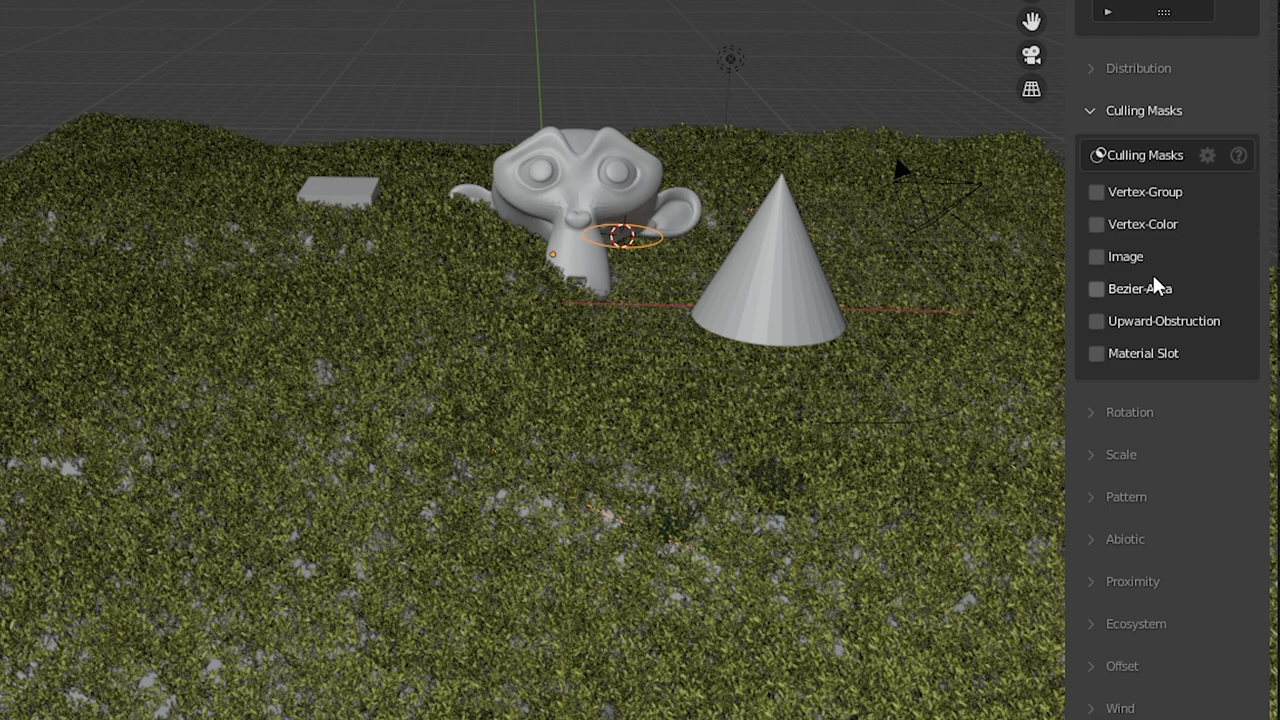 Distribution
Culling Masks
Culling Masks
Vertex-Group
Vertex-Color
Image
Bezier-Area
Upward-Obstruction
Material Slot
Rotation
Scale
Pattern
Abiotic
Proximity
Ecosystem
Offset
Wind